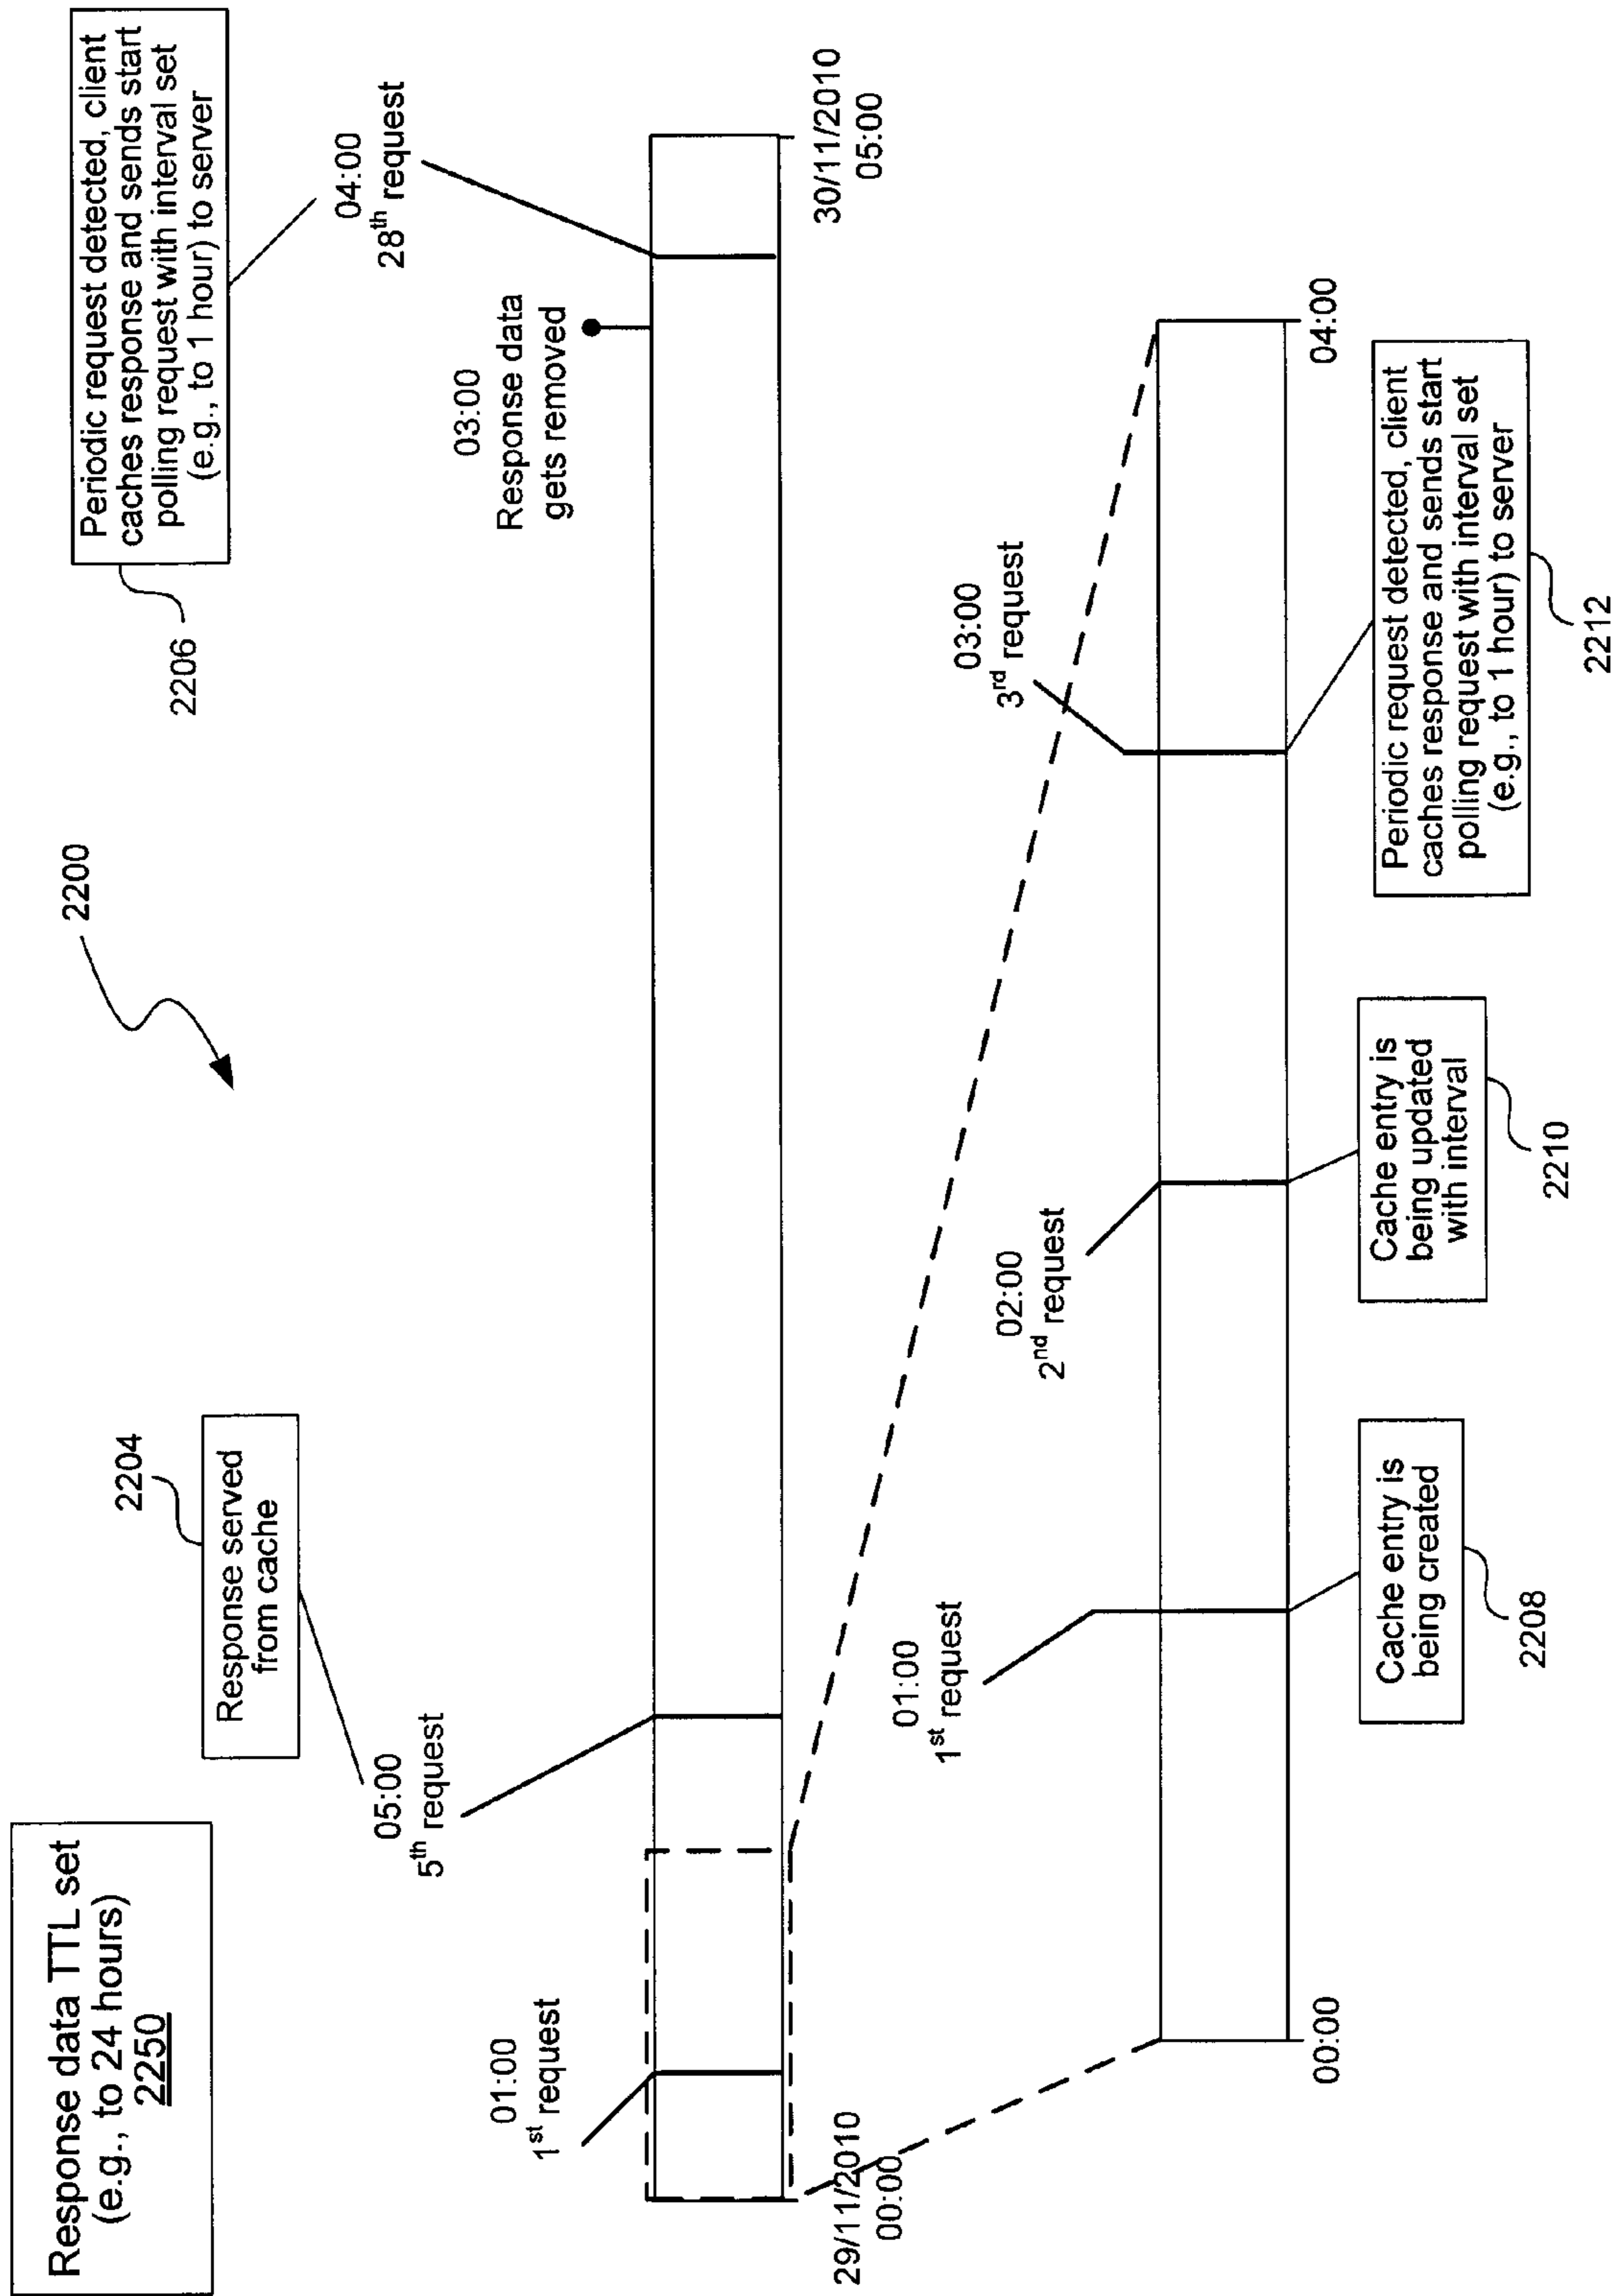 Response data TTL set
(e.g., to 24 hours)
2250
2204
Response served
from cache
2200
2206
Periodic request detected, client
caches response and sends start
polling request with interval set
(e.g., to 1 hour) to server
01:00
1st request
05:00
5th request
03:00
Response data
gets removed
04:00
28th request
29/11/2010
00:00
30/11/2010
05:00
01:00
1st request
02:00
2nd request
03:00
3rd request
00:00
04:00
Cache entry is
being created
2208
Cache entry is
being updated
with interval
2210
Periodic request detected, client
caches response and sends start
polling request with interval set
(e.g., to 1 hour) to server
2212